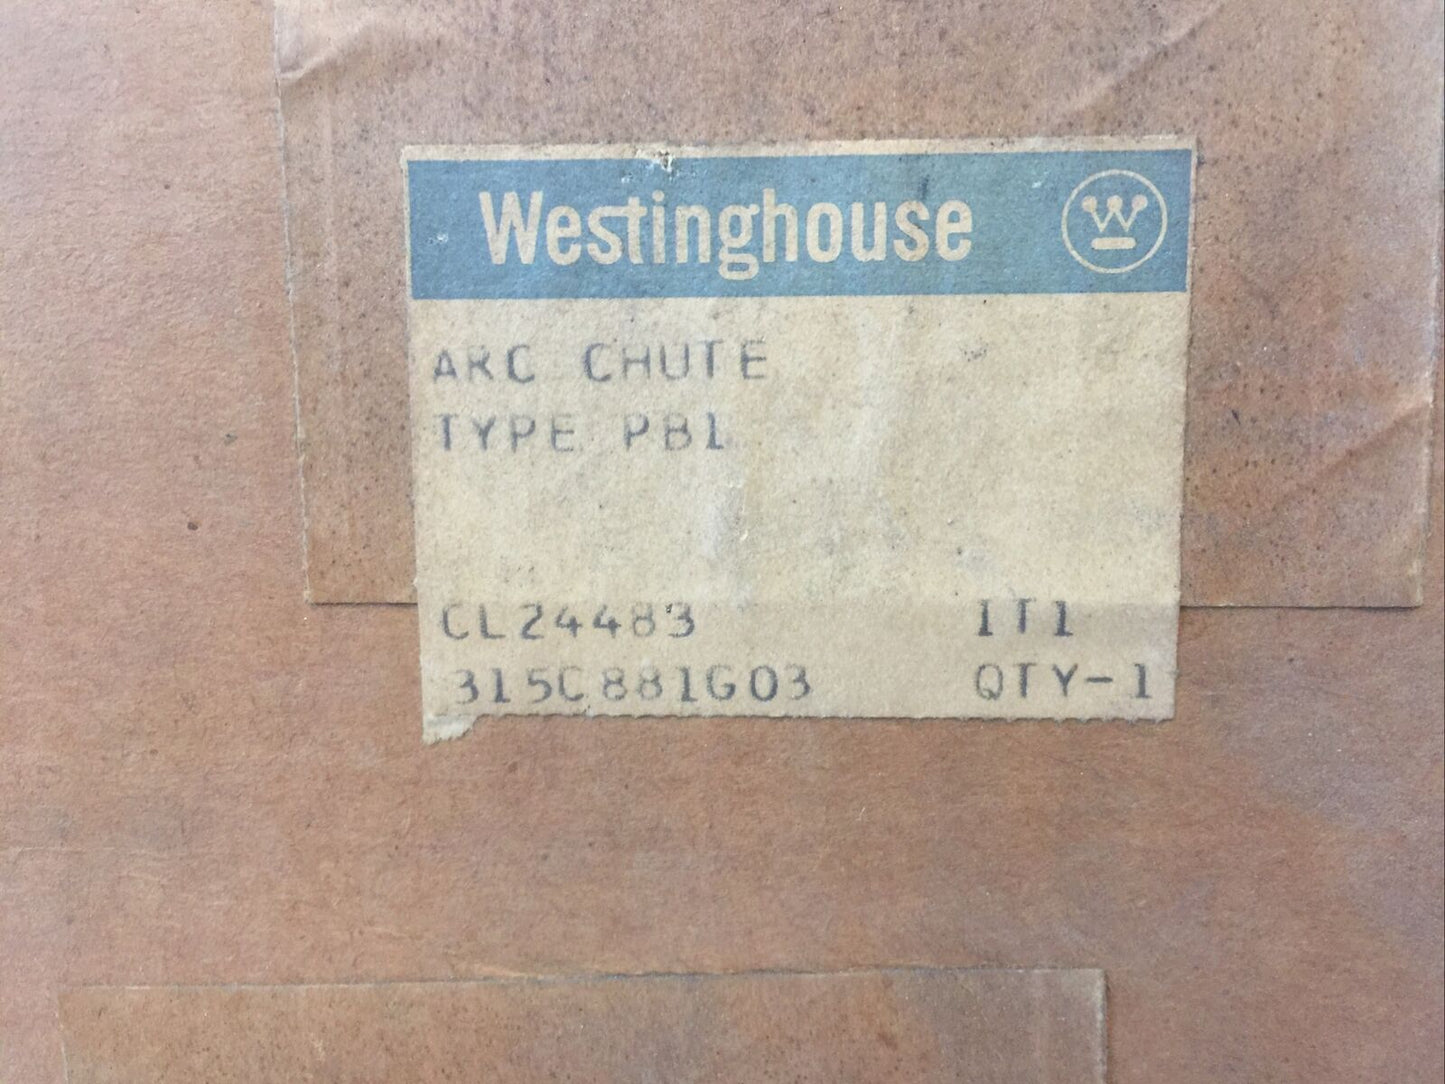 Westinghouse
ARC CHUTE
TYPE PB1
CL24483 IT1
315C881G03 QTY-1